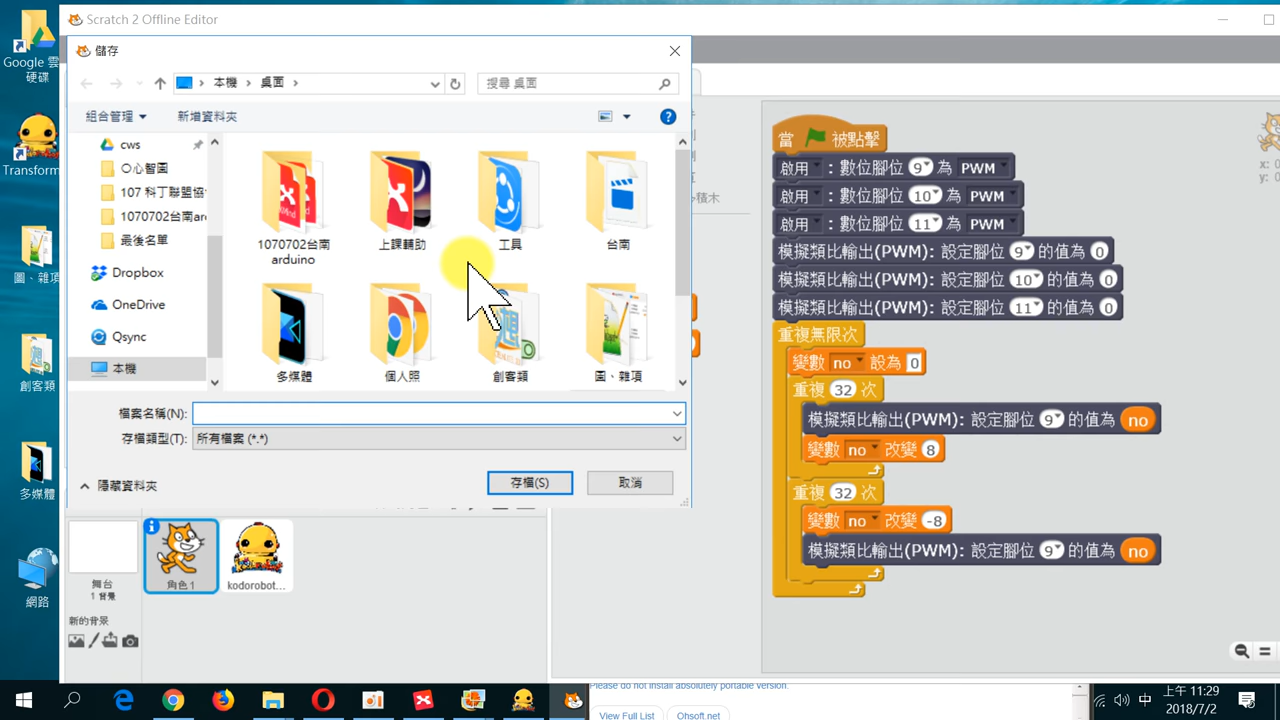 Google 雲
硬碟
Transform
圖、雜項
創客類
多媒體
網路
Scratch 2 Offline Editor
儲存
本機 › 桌面 ›
搜尋 桌面
組合管理
新增資料夾
cws
○心智圖
107 科丁聯盟協
1070702台南ar
最後名單
Dropbox
OneDrive
Qsync
本機
1070702台南
arduino
上課輔助
工具
台南
多媒體
個人照
創客類
圖、雜項
檔案名稱(N):
存檔類型(T):
所有檔案 (*.*)
隱藏資料夾
存檔(S)
取消
積木
當 被點擊
啟用 : 數位腳位 9 為 PWM
啟用 : 數位腳位 10 為 PWM
啟用 : 數位腳位 11 為 PWM
模擬類比輸出(PWM): 設定腳位 9 的值為 0
模擬類比輸出(PWM): 設定腳位 10 的值為 0
模擬類比輸出(PWM): 設定腳位 11 的值為 0
重複無限次
變數 no 設為 0
重複 32 次
模擬類比輸出(PWM): 設定腳位 9 的值為 no
變數 no 改變 8
重複 32 次
變數 no 改變 -8
模擬類比輸出(PWM): 設定腳位 9 的值為 no
x:
y:
舞台
1 背景
新的背景
角色1
kodorobot...
Please do not install absolutely portable version.
View Full List
Ohsoft.net
中
上午 11:29
2018/7/2